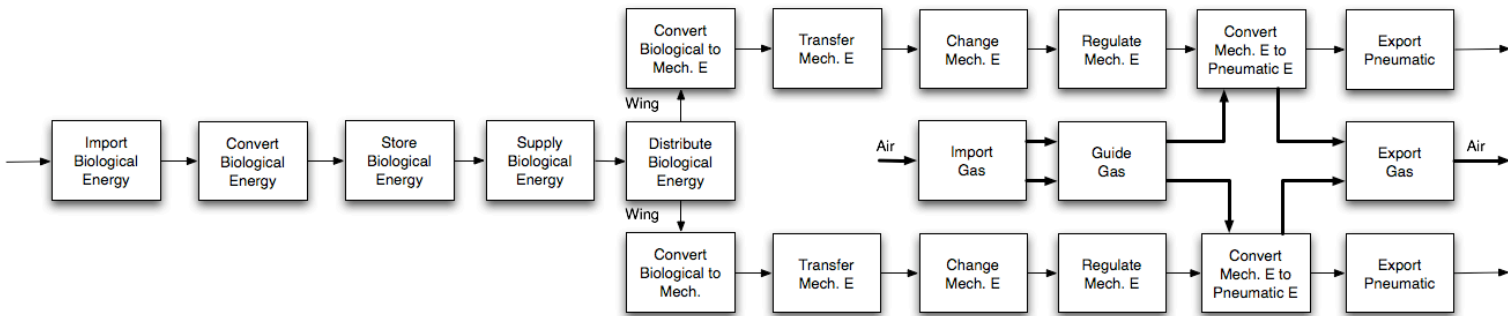 Convert
Biological to
Mech. E
Transfer
Mech. E
Change
Mech. E
Regulate
Mech. E
Convert
Mech. E to
Pneumatic E
Export
Pneumatic
Wing
Import
Biological
Energy
Convert
Biological
Energy
Store
Biological
Energy
Supply
Biological
Energy
Distribute
Biological
Energy
Air
Import
Gas
Guide
Gas
Export
Gas
Air
Wing
Convert
Biological to
Mech.
Transfer
Mech. E
Change
Mech. E
Regulate
Mech. E
Convert
Mech. E to
Pneumatic E
Export
Pneumatic